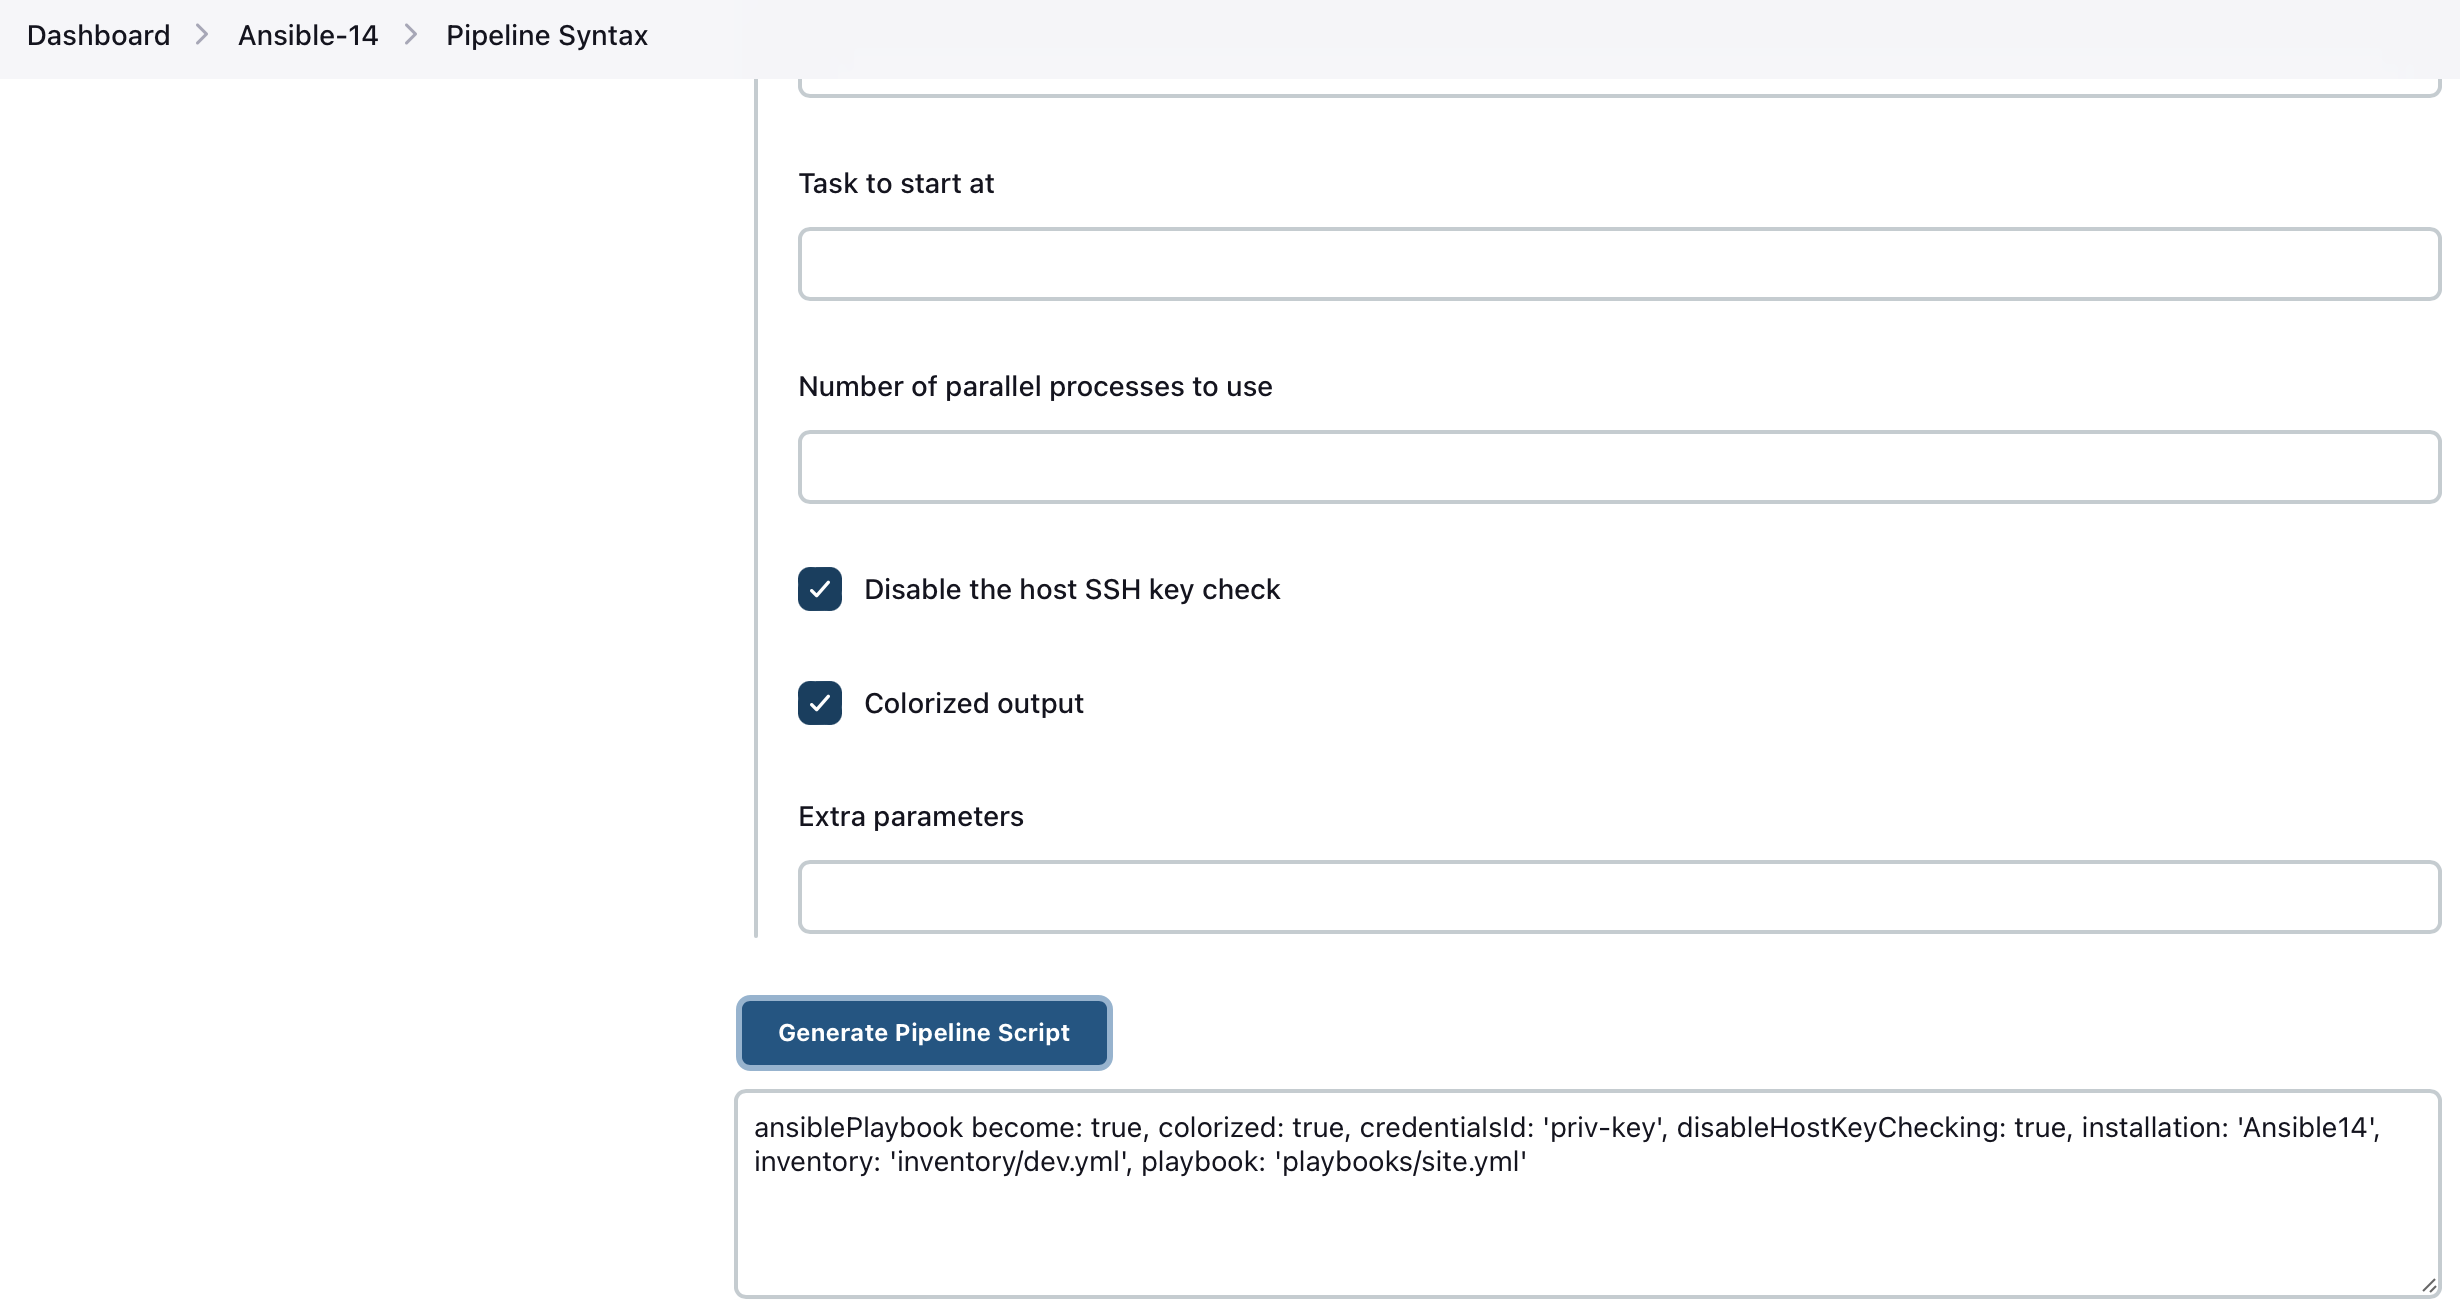 Dashboard > Ansible-14 > Pipeline Syntax
Task to start at
Number of parallel processes to use
Disable the host SSH key check
Colorized output
Extra parameters
Generate Pipeline Script
ansiblePlaybook become: true, colorized: true, credentialsId: 'priv-key', disableHostKeyChecking: true, installation: 'Ansible14',
inventory: 'inventory/dev.yml', playbook: 'playbooks/site.yml'